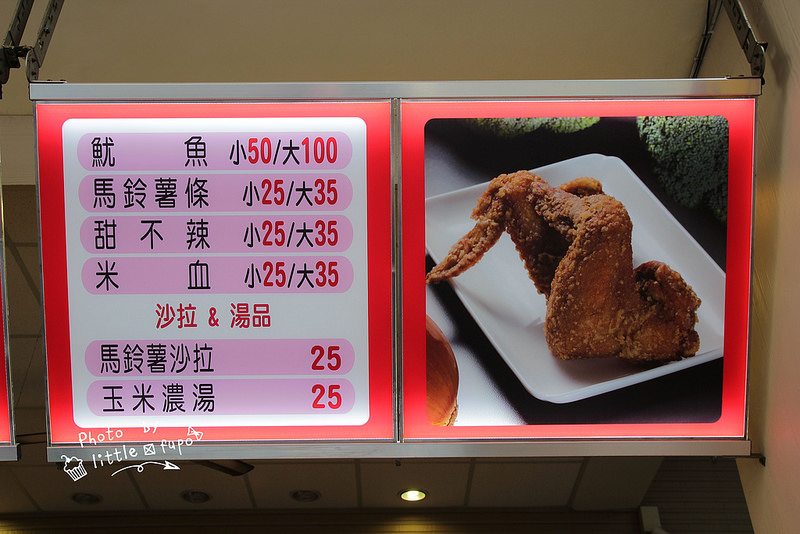 魷魚 小50/大100
馬鈴薯條 小25/大35
甜不辣 小25/大35
米血 小25/大35
沙拉 & 湯品
馬鈴薯沙拉 25
玉米濃湯 25
Photo by
little fupo